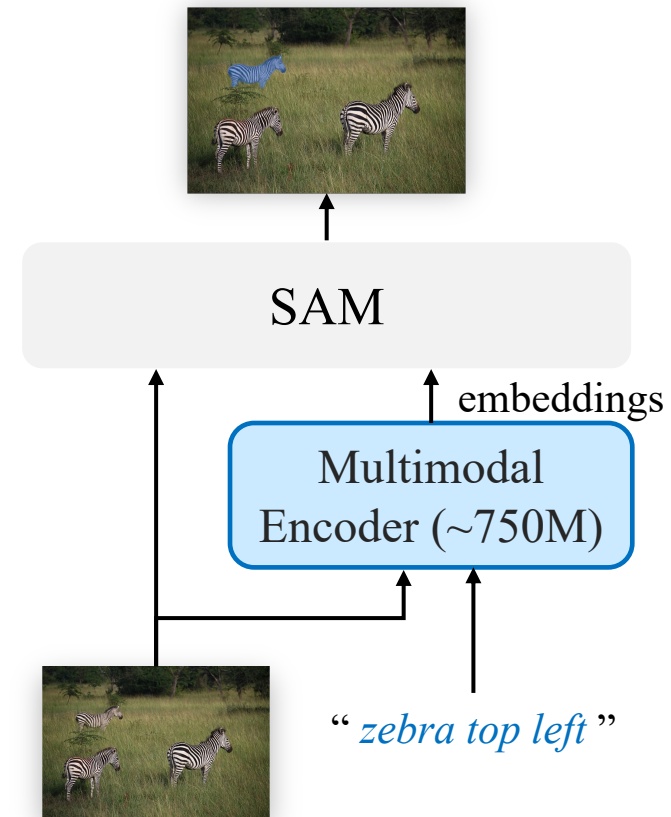 SAM
embeddings
Multimodal
Encoder (~750M)
“ zebra top left ”